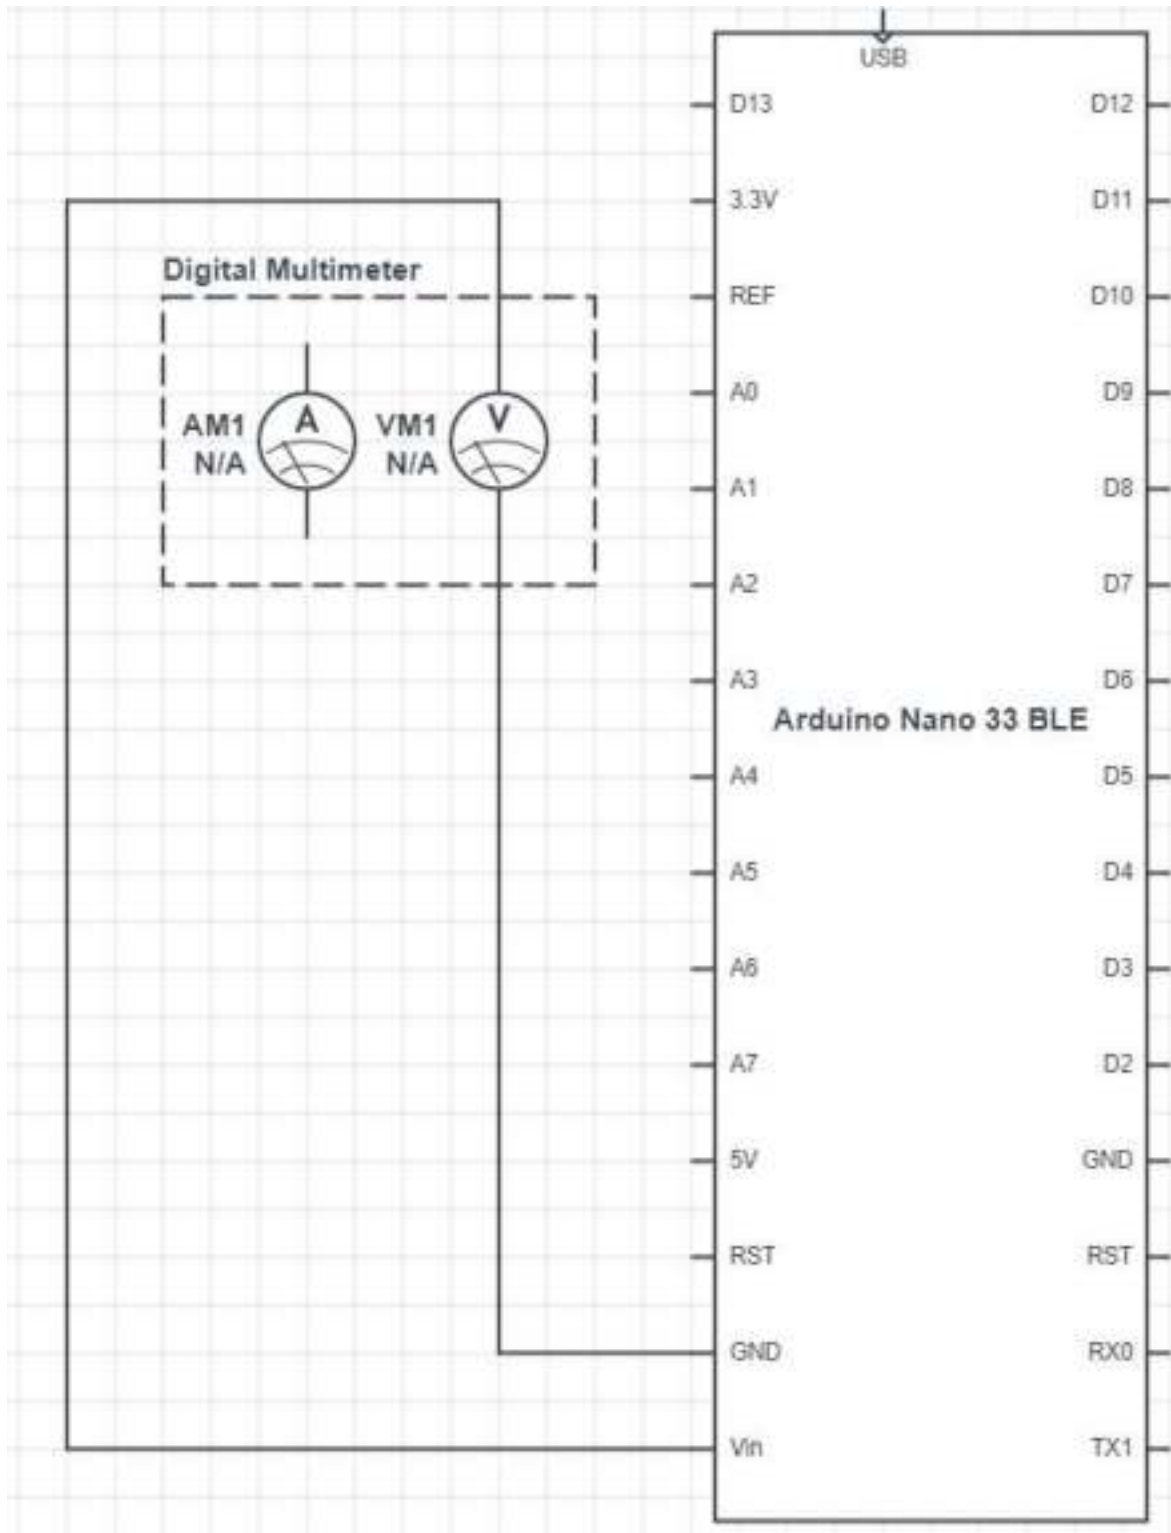 USB
D13
D12
3.3V
D11
Digital Multimeter
REF
D10
A0
D9
A
V
AM1
N/A
VM1
N/A
A1
D8
A2
D7
A3
D6
Arduino Nano 33 BLE
A4
D5
A5
D4
A6
D3
A7
D2
5V
GND
RST
RST
GND
RX0
Vin
TX1